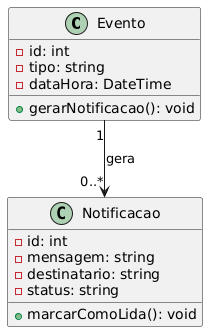 C Evento
id: int
tipo: string
dataHora: DateTime
gerarNotificacao(): void
1
gera
0..*
C Notificacao
id: int
mensagem: string
destinatario: string
status: string
marcarComoLida(): void